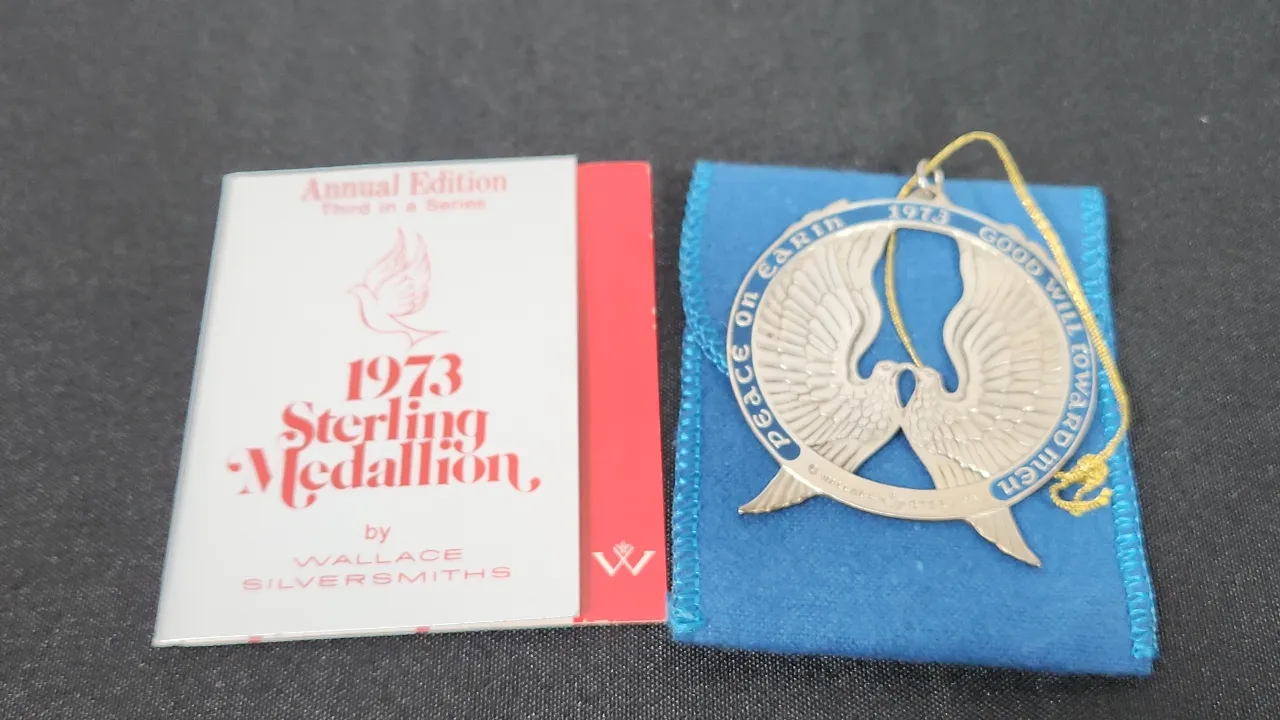 Annual Edition
Third in a Series
1973
Sterling
Medallion
by
WALLACE
SILVERSMITHS
W
PEACE ON EARTH 1973 GOOD WILL TOWARD MEN